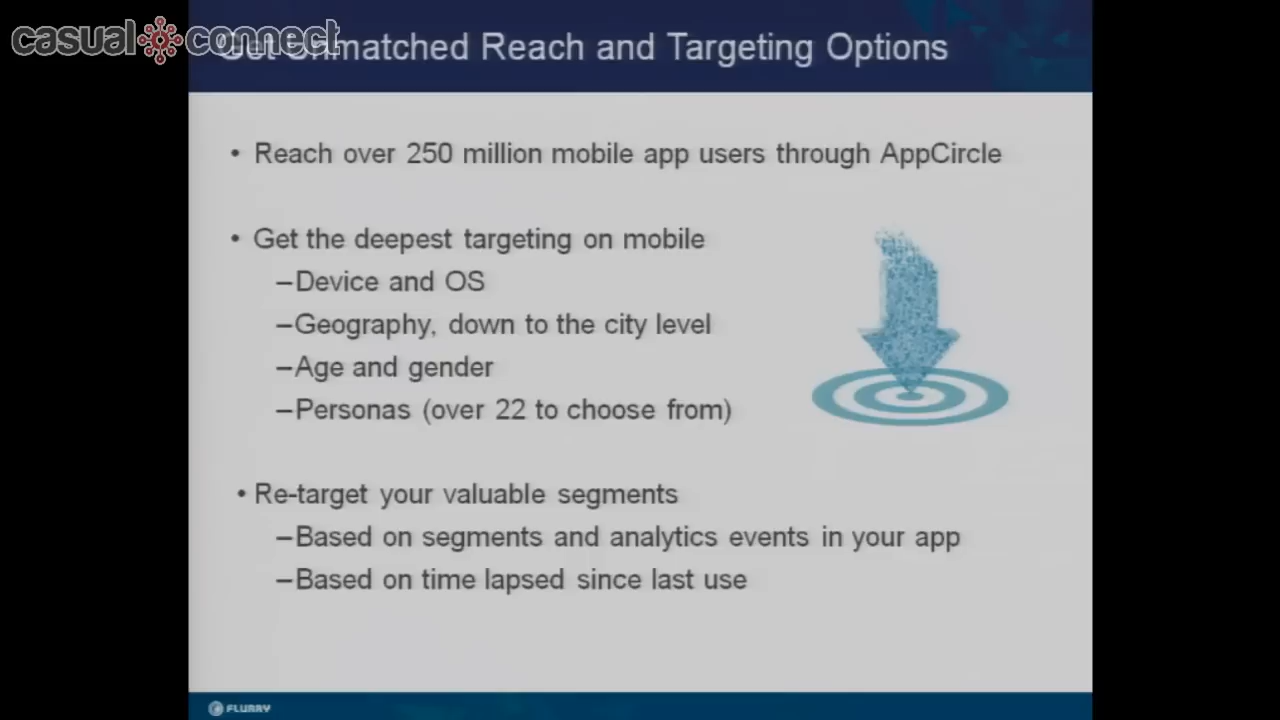 casual connect
Get Unmatched Reach and Targeting Options
• Reach over 250 million mobile app users through AppCircle
• Get the deepest targeting on mobile
–Device and OS
–Geography, down to the city level
–Age and gender
–Personas (over 22 to choose from)
• Re-target your valuable segments
–Based on segments and analytics events in your app
–Based on time lapsed since last use
FLURRY